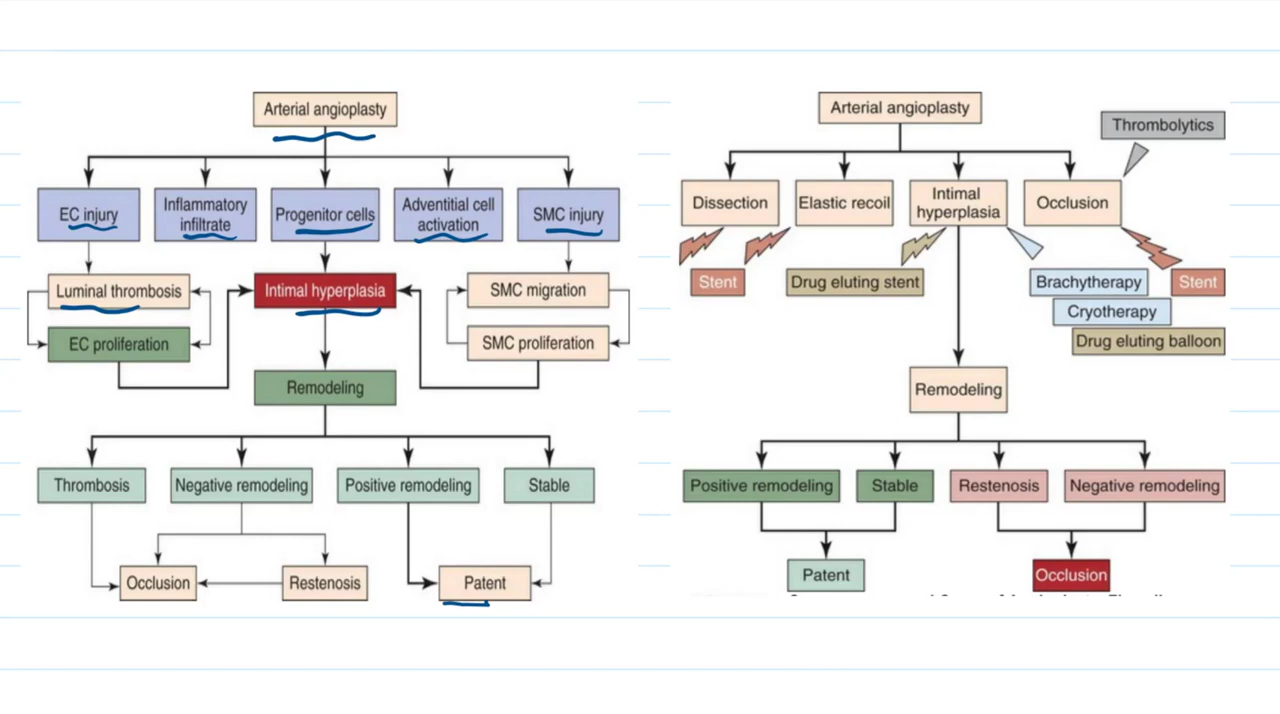 Arterial angioplasty
EC injury
Inflammatory
infiltrate
Progenitor cells
Adventitial cell
activation
SMC injury
Luminal thrombosis
Intimal hyperplasia
SMC migration
EC proliferation
SMC proliferation
Remodeling
Thrombosis
Negative remodeling
Positive remodeling
Stable
Occlusion
Restenosis
Patent
Arterial angioplasty
Thrombolytics
Dissection
Elastic recoil
Intimal
hyperplasia
Occlusion
Stent
Drug eluting stent
Brachytherapy
Stent
Cryotherapy
Drug eluting balloon
Remodeling
Positive remodeling
Stable
Restenosis
Negative remodeling
Patent
Occlusion